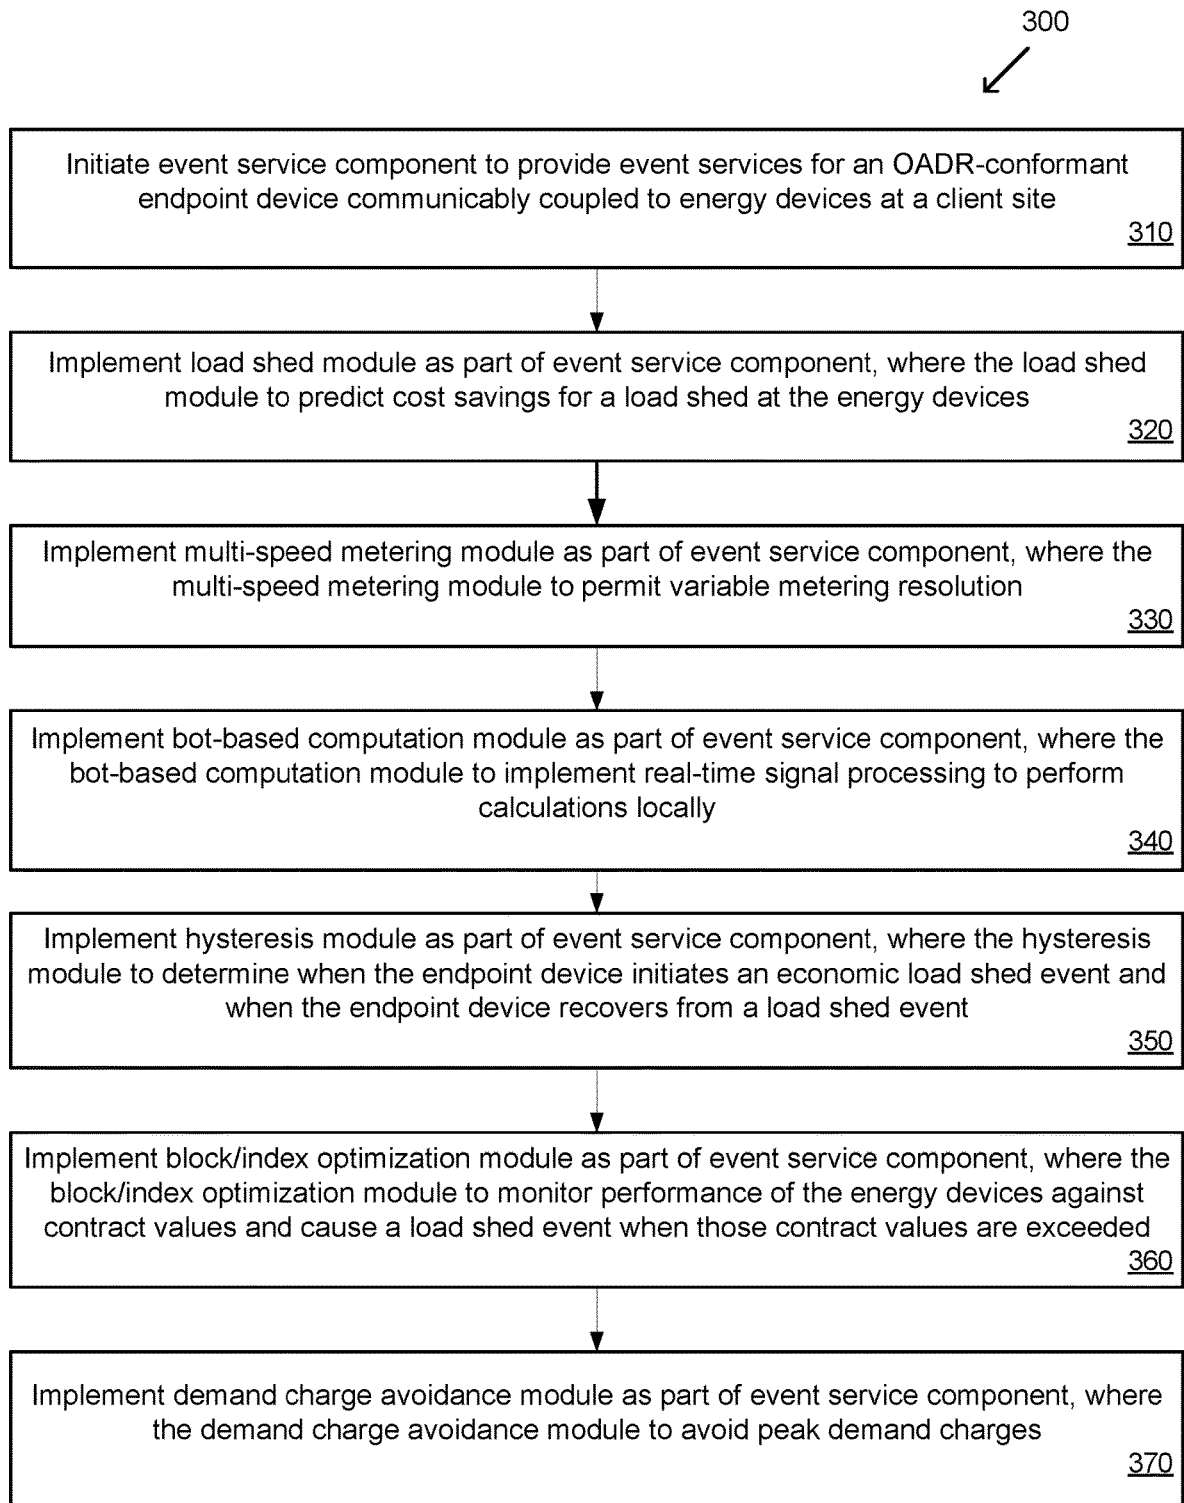 300
Initiate event service component to provide event services for an OADR-conformant
endpoint device communicably coupled to energy devices at a client site
310
Implement load shed module as part of event service component, where the load shed
module to predict cost savings for a load shed at the energy devices
320
Implement multi-speed metering module as part of event service component, where the
multi-speed metering module to permit variable metering resolution
330
Implement bot-based computation module as part of event service component, where the
bot-based computation module to implement real-time signal processing to perform
calculations locally
340
Implement hysteresis module as part of event service component, where the hysteresis
module to determine when the endpoint device initiates an economic load shed event and
when the endpoint device recovers from a load shed event
350
Implement block/index optimization module as part of event service component, where the
block/index optimization module to monitor performance of the energy devices against
contract values and cause a load shed event when those contract values are exceeded
360
Implement demand charge avoidance module as part of event service component, where
the demand charge avoidance module to avoid peak demand charges
370